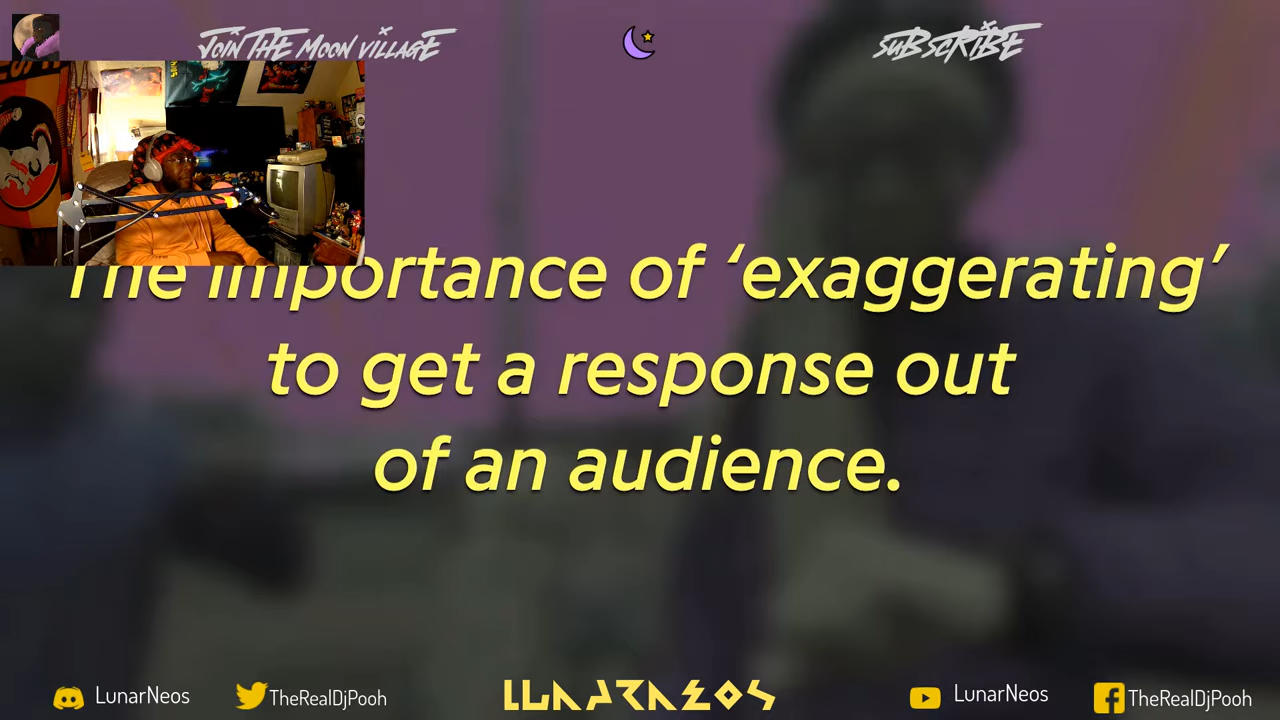 JOIN THE MOON VILLAGE
SUBSCRIBE
The importance of ‘exaggerating’
to get a response out
of an audience.
LunarNeos
TheRealDjPooh
LUNARNEOS
LunarNeos
TheRealDjPooh